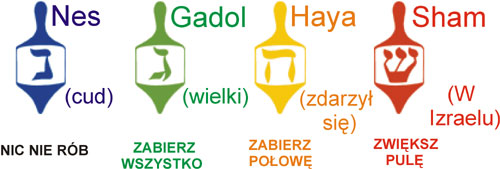 Nes
נ
(cud)
NIC NIE RÓB
Gadol
ג
(wielki)
ZABIERZ
WSZYSTKO
Haya
ה
(zdarzył
się)
ZABIERZ
POŁOWĘ
Sham
ש
(W
Izraelu)
ZWIĘKSZ
PULĘ